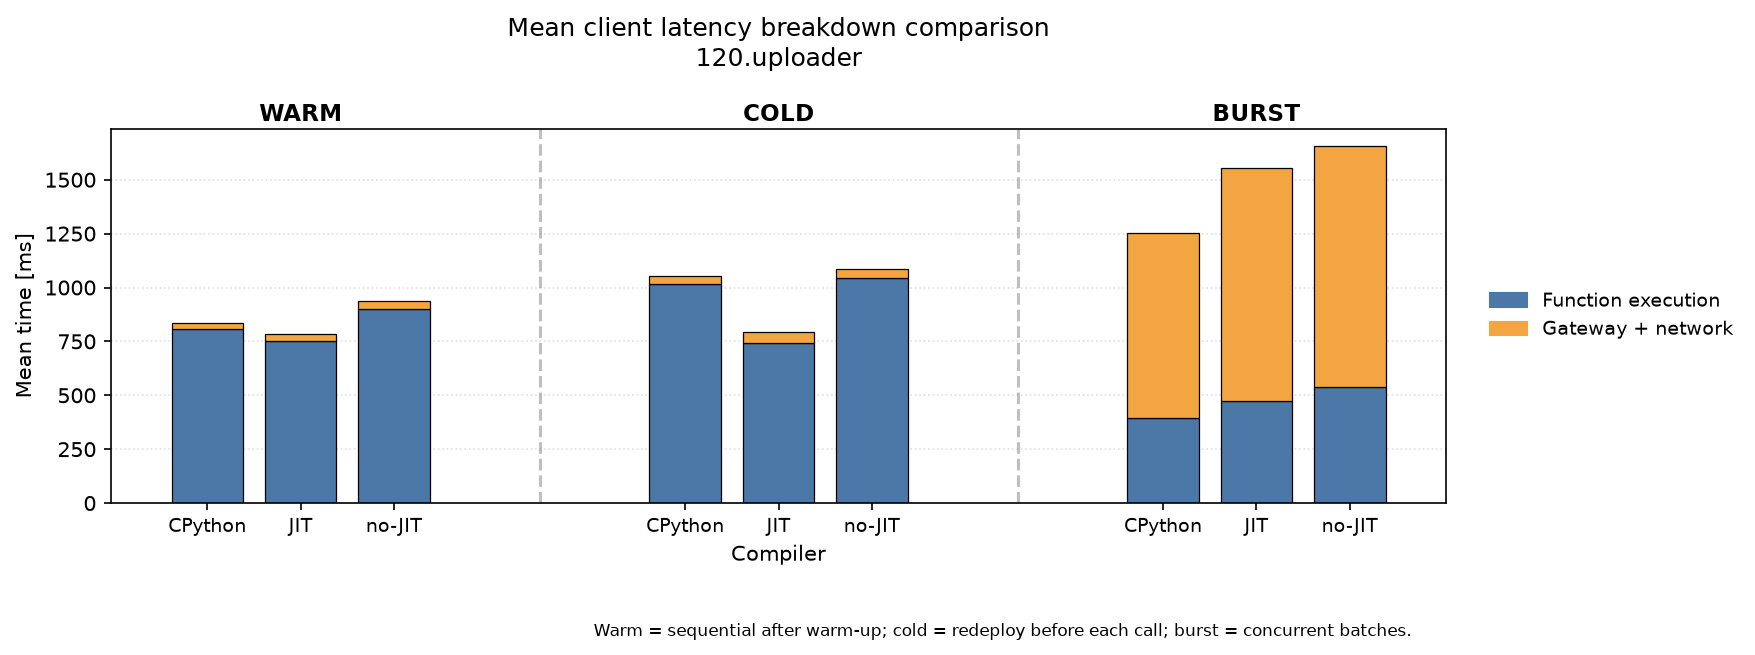 Mean client latency breakdown comparison
120.uploader
WARM
COLD
BURST
Mean time [ms]
1500
1250
1000
750
500
250
0
CPython
JIT
no-JIT
CPython
JIT
no-JIT
CPython
JIT
no-JIT
Compiler
Function execution
Gateway + network
Warm = sequential after warm-up; cold = redeploy before each call; burst = concurrent batches.